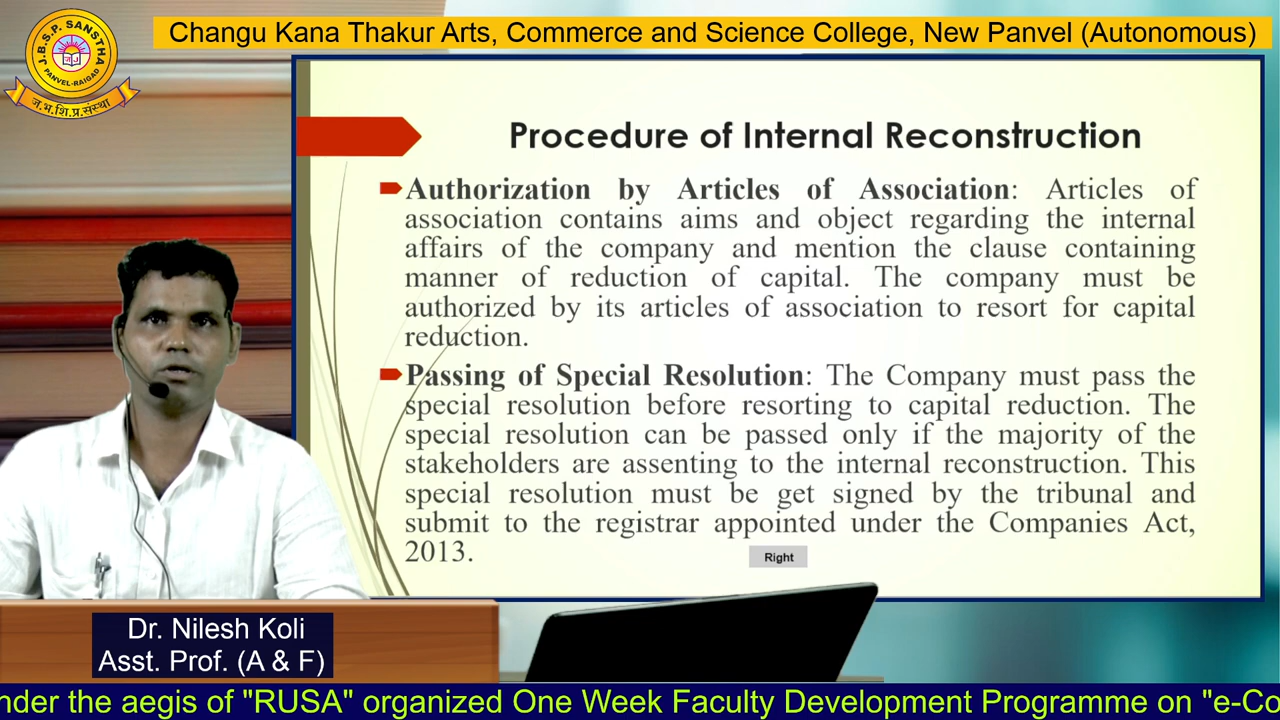 J.B.S.P. SANSTHA
PANVEL-RAIGAD
ज.भ.शि.प्र.संस्था
Changu Kana Thakur Arts, Commerce and Science College, New Panvel (Autonomous)
Procedure of Internal Reconstruction
Authorization by Articles of Association: Articles of
association contains aims and object regarding the internal
affairs of the company and mention the clause containing
manner of reduction of capital. The company must be
authorized by its articles of association to resort for capital
reduction.
Passing of Special Resolution: The Company must pass the
special resolution before resorting to capital reduction. The
special resolution can be passed only if the majority of the
stakeholders are assenting to the internal reconstruction. This
special resolution must be get signed by the tribunal and
submit to the registrar appointed under the Companies Act,
2013.
Right
Dr. Nilesh Koli
Asst. Prof. (A & F)
nder the aegis of "RUSA" organized One Week Faculty Development Programme on "e-Co